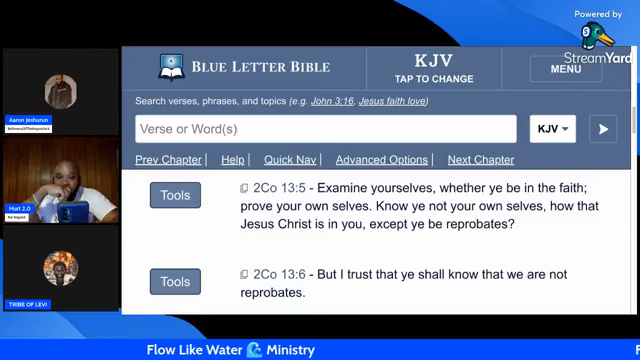 Powered by
StreamYard
BLUE LETTER BIBLE
KJV
TAP TO CHANGE
MENU
Search verses, phrases, and topics (e.g. John 3:16, Jesus faith love)
Verse or Word(s)
KJV
Prev Chapter | Help | Quick Nav | Advanced Options | Next Chapter
Tools
2Co 13:5 - Examine yourselves, whether ye be in the faith;
prove your own selves. Know ye not your own selves, how that
Jesus Christ is in you, except ye be reprobates?
Tools
2Co 13:6 - But I trust that ye shall know that we are not
reprobates.
Aaron Jeshurun
Hurt 2.0
TRIBE OF LEVI
Flow Like Water 🌊 Ministry